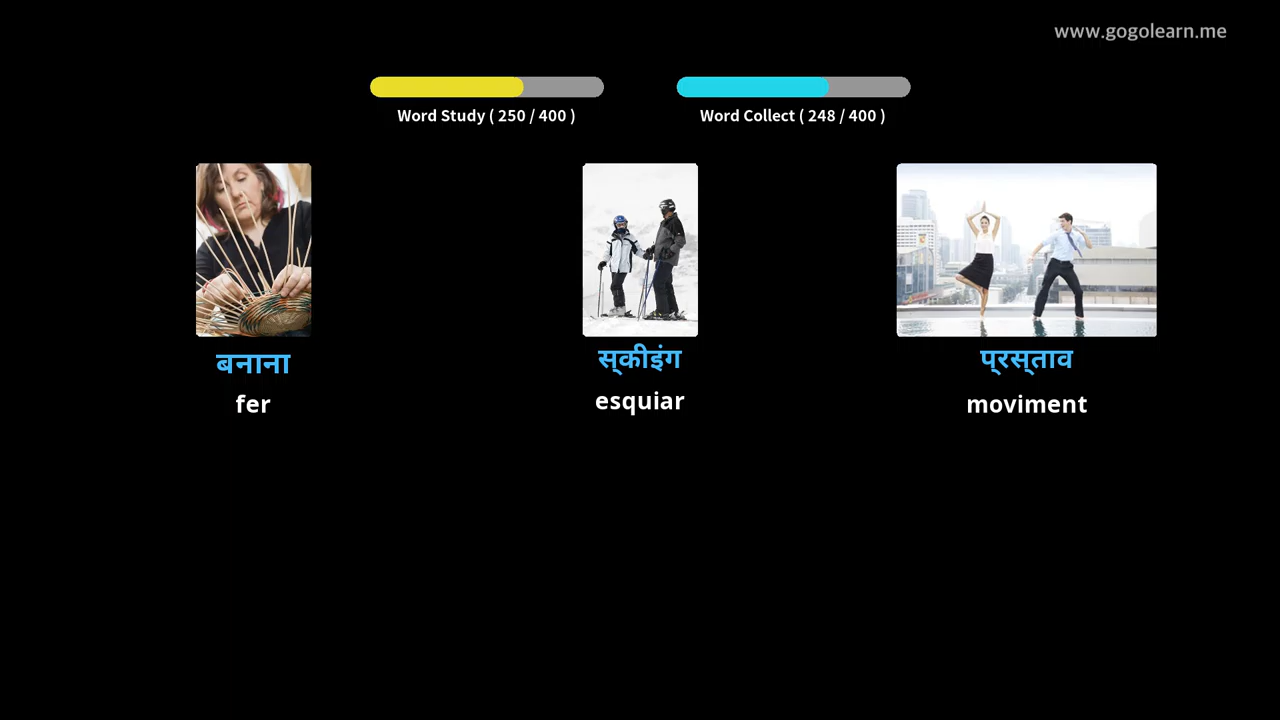 www.gogolearn.me
Word Study ( 250 / 400 )
Word Collect ( 248 / 400 )
बनाना
स्कीइंग
प्रस्ताव
fer
esquiar
moviment